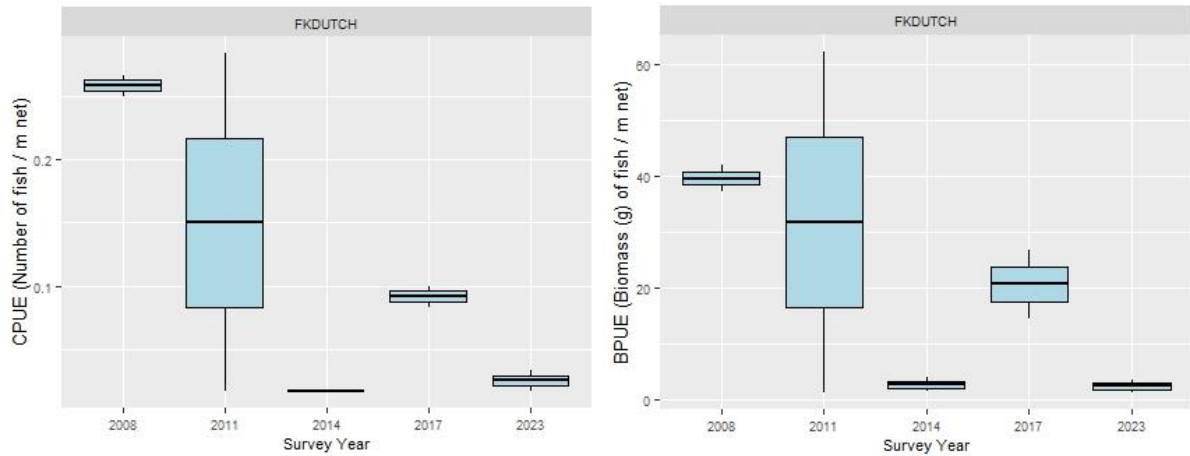 FKDUTCH
CPUE (Number of fish / m net)
0.2
0.1
2008 2011 2014 2017 2023
Survey Year
FKDUTCH
BPUE (Biomass (g) of fish / m net)
60
40
20
0
2008 2011 2014 2017 2023
Survey Year